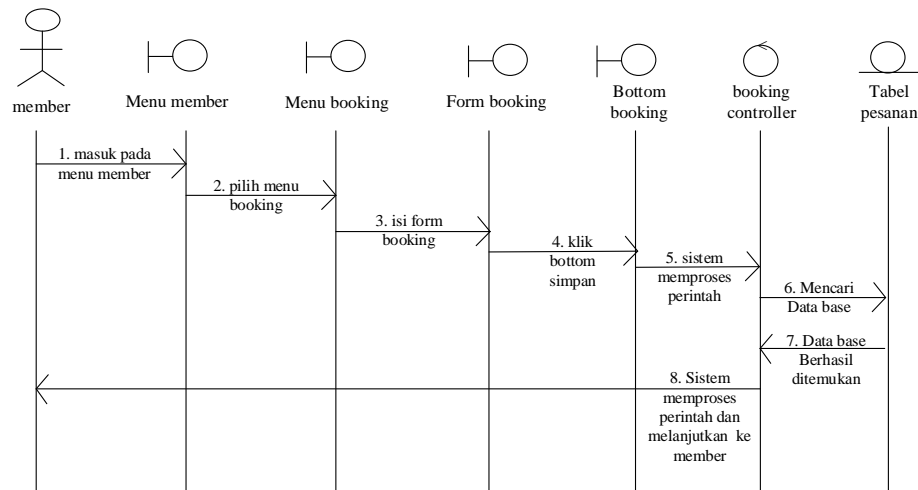 member
Menu member
Menu booking
Form booking
Bottom
booking
booking
controller
Tabel
pesanan
1. masuk pada
menu member
2. pilih menu
booking
3. isi form
booking
4. klik
bottom
simpan
5. sistem
memproses
perintah
6. Mencari
Data base
7. Data base
Berhasil
ditemukan
8. Sistem
memproses
perintah dan
melanjutkan ke
member